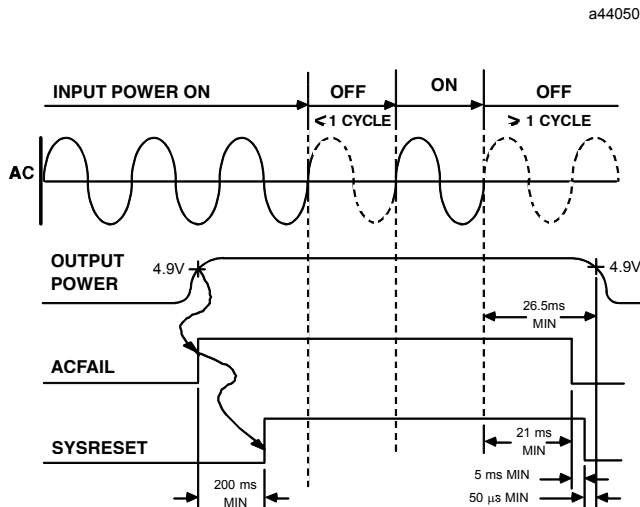 a44050
INPUT POWER ON
OFF
ON
OFF
< 1 CYCLE
⩾ 1 CYCLE
AC
OUTPUT
POWER
4.9V
4.9V
26.5ms
MIN
ACFAIL
SYSRESET
21 ms
MIN
200 ms
MIN
5 ms MIN
50 μs MIN